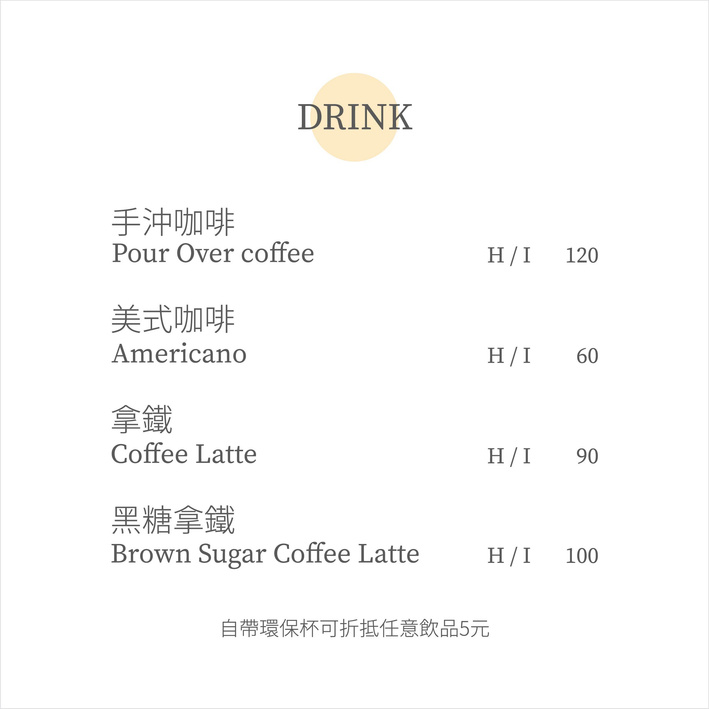 DRINK
手沖咖啡
Pour Over coffee H / I 120
美式咖啡
Americano H / I 60
拿鐵
Coffee Latte H / I 90
黑糖拿鐵
Brown Sugar Coffee Latte H / I 100
自帶環保杯可折抵任意飲品5元